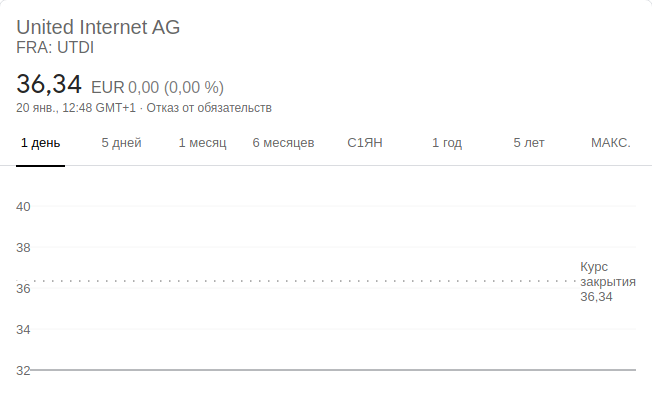 United Internet AG
FRA: UTDI
36,34 EUR 0,00 (0,00 %)
20 янв., 12:48 GMT+1 · Отказ от обязательств
1 день 5 дней 1 месяц 6 месяцев С1ЯН 1 год 5 лет МАКС.
40
38
Курс
закрытия
36,34
36
34
32